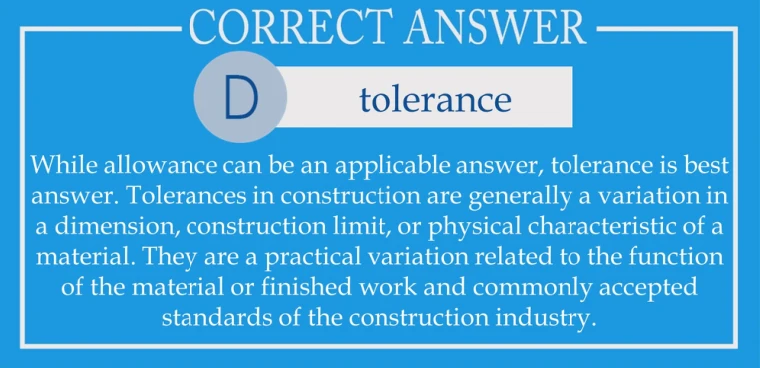 CORRECT ANSWER
D tolerance
While allowance can be an applicable answer, tolerance is best
answer. Tolerances in construction are generally a variation in
a dimension, construction limit, or physical characteristic of a
material. They are a practical variation related to the function
of the material or finished work and commonly accepted
standards of the construction industry.